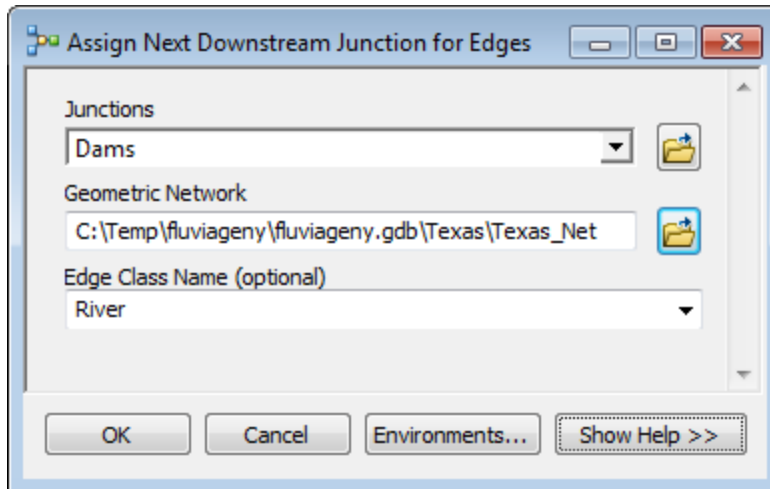 Assign Next Downstream Junction for Edges
Junctions
Dams
Geometric Network
C:\Temp\fluviageny\fluviageny.gdb\Texas\Texas_Net
Edge Class Name (optional)
River
OK Cancel Environments... Show Help >>